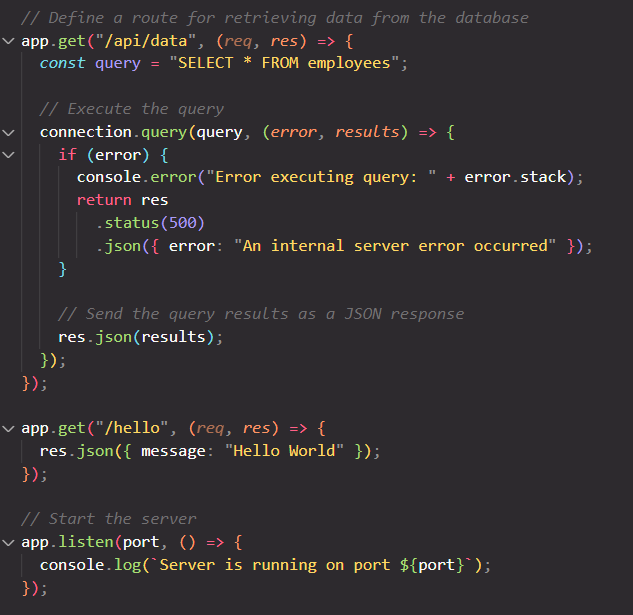 // Define a route for retrieving data from the database
app.get("/api/data", (req, res) => {
const query = "SELECT * FROM employees";
// Execute the query
connection.query(query, (error, results) => {
if (error) {
console.error("Error executing query: " + error.stack);
return res
.status(500)
.json({ error: "An internal server error occurred" });
}
// Send the query results as a JSON response
res.json(results);
});
});
app.get("/hello", (req, res) => {
res.json({ message: "Hello World" });
});
// Start the server
app.listen(port, () => {
console.log(`Server is running on port ${port}`);
});